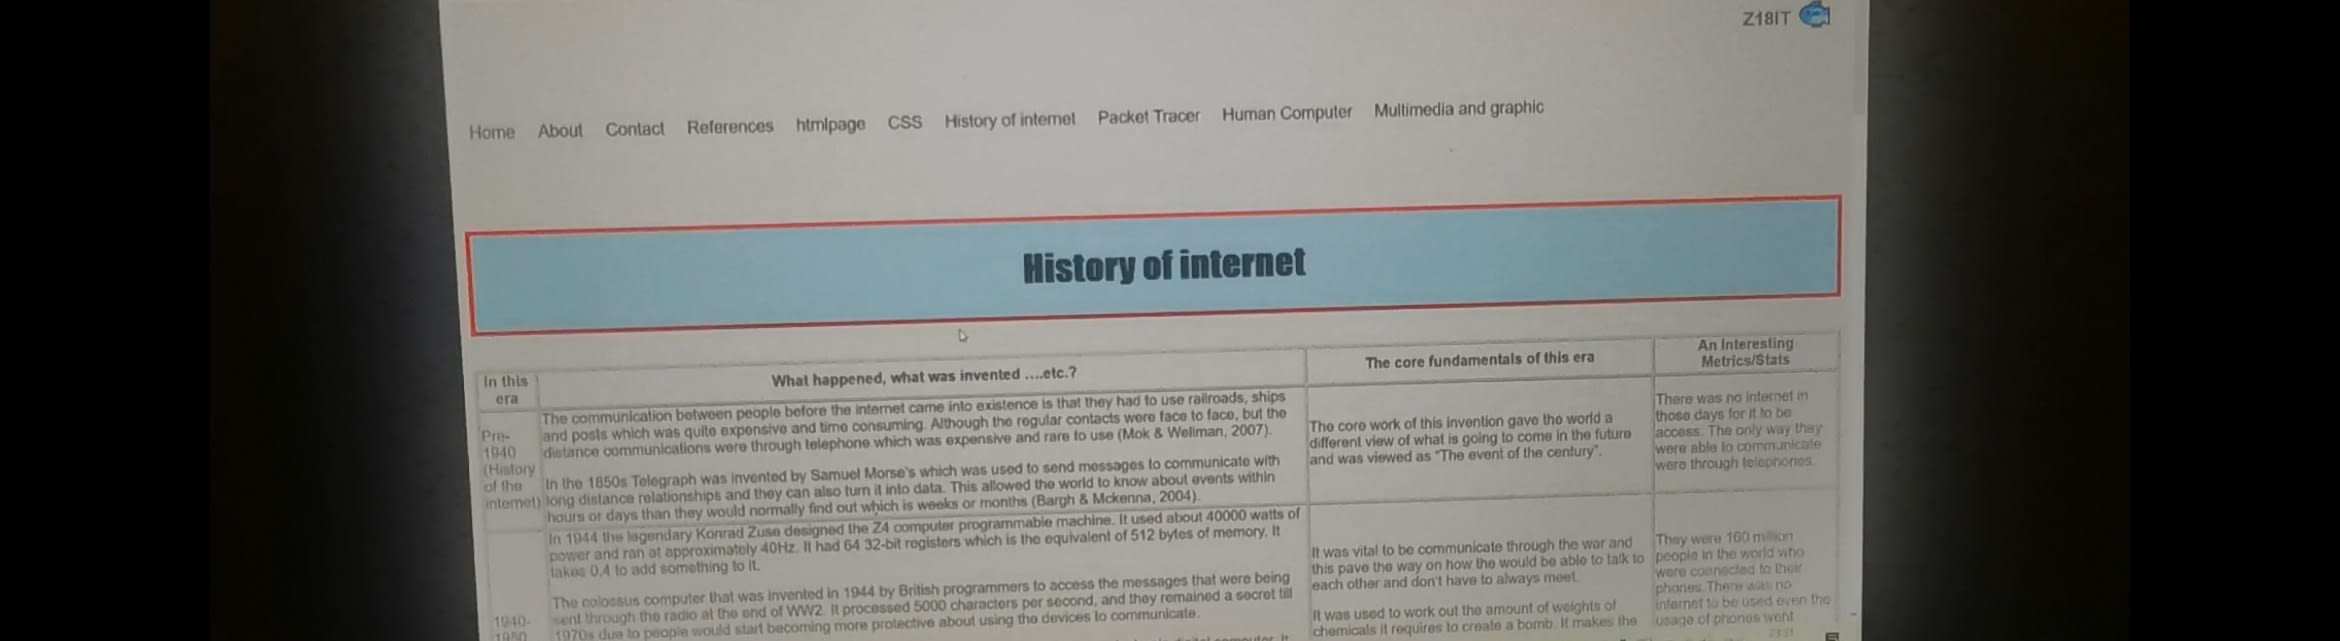 Z18IT
Home About Contact References htmlpage CSS History of internet Packet Tracer Human Computer Multimedia and graphic
History of internet
In this
era
What happened, what was invented ....etc.?
The core fundamentals of this era
An Interesting
Metrics/Stats
Pre-
1940
(History
of the
internet)
The communication between people before the internet came into existence is that they had to use railroads, ships
and posts which was quite expensive and time consuming. Although the regular contacts were face to face, but the
distance communications were through telephone which was expensive and rare to use (Mok & Wellman, 2007).
In the 1850s Telegraph was invented by Samuel Morse's which was used to send messages to communicate with
long distance relationships and they can also turn it into data. This allowed the world to know about events within
hours or days than they would normally find out which is weeks or months (Bargh & Mckenna, 2004).
The core work of this invention gave the world a
different view of what is going to come in the future
and was viewed as "The event of the century".
There was no internet in
those days for it to be
access. The only way they
were able to communicate
were through telephones.
1940-
1950
In 1944 the legendary Konrad Zuse designed the Z4 computer programmable machine. It used about 40000 watts of
power and ran at approximately 40Hz. It had 64 32-bit registers which is the equivalent of 512 bytes of memory. It
takes 0.4 to add something to it.
The colossus computer that was invented in 1944 by British programmers to access the messages that were being
sent through the radio at the end of WW2. It processed 5000 characters per second, and they remained a secret till
1970s due to people would start becoming more protective about using the devices to communicate.
It was vital to be communicate through the war and
this pave the way on how the would be able to talk to
each other and don't have to always meet.
It was used to work out the amount of weights of
chemicals it requires to create a bomb. It makes the
They were 160 million
people in the world who
were connected to their
phones. There was no
internet to be used even the
usage of phones went